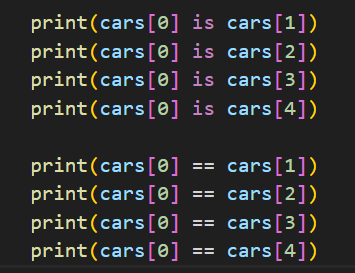 print(cars[0] is cars[1])
print(cars[0] is cars[2])
print(cars[0] is cars[3])
print(cars[0] is cars[4])
print(cars[0] == cars[1])
print(cars[0] == cars[2])
print(cars[0] == cars[3])
print(cars[0] == cars[4])